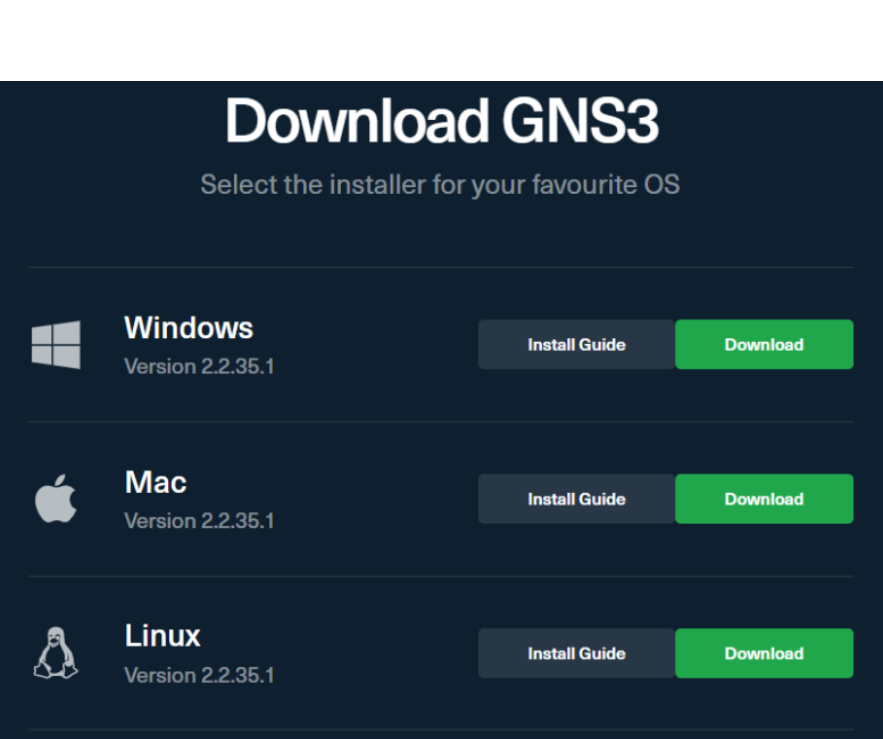 Download GNS3
Select the installer for your favourite OS
Windows
Version 2.2.35.1
Install Guide
Download
Mac
Version 2.2.35.1
Install Guide
Download
Linux
Version 2.2.35.1
Install Guide
Download